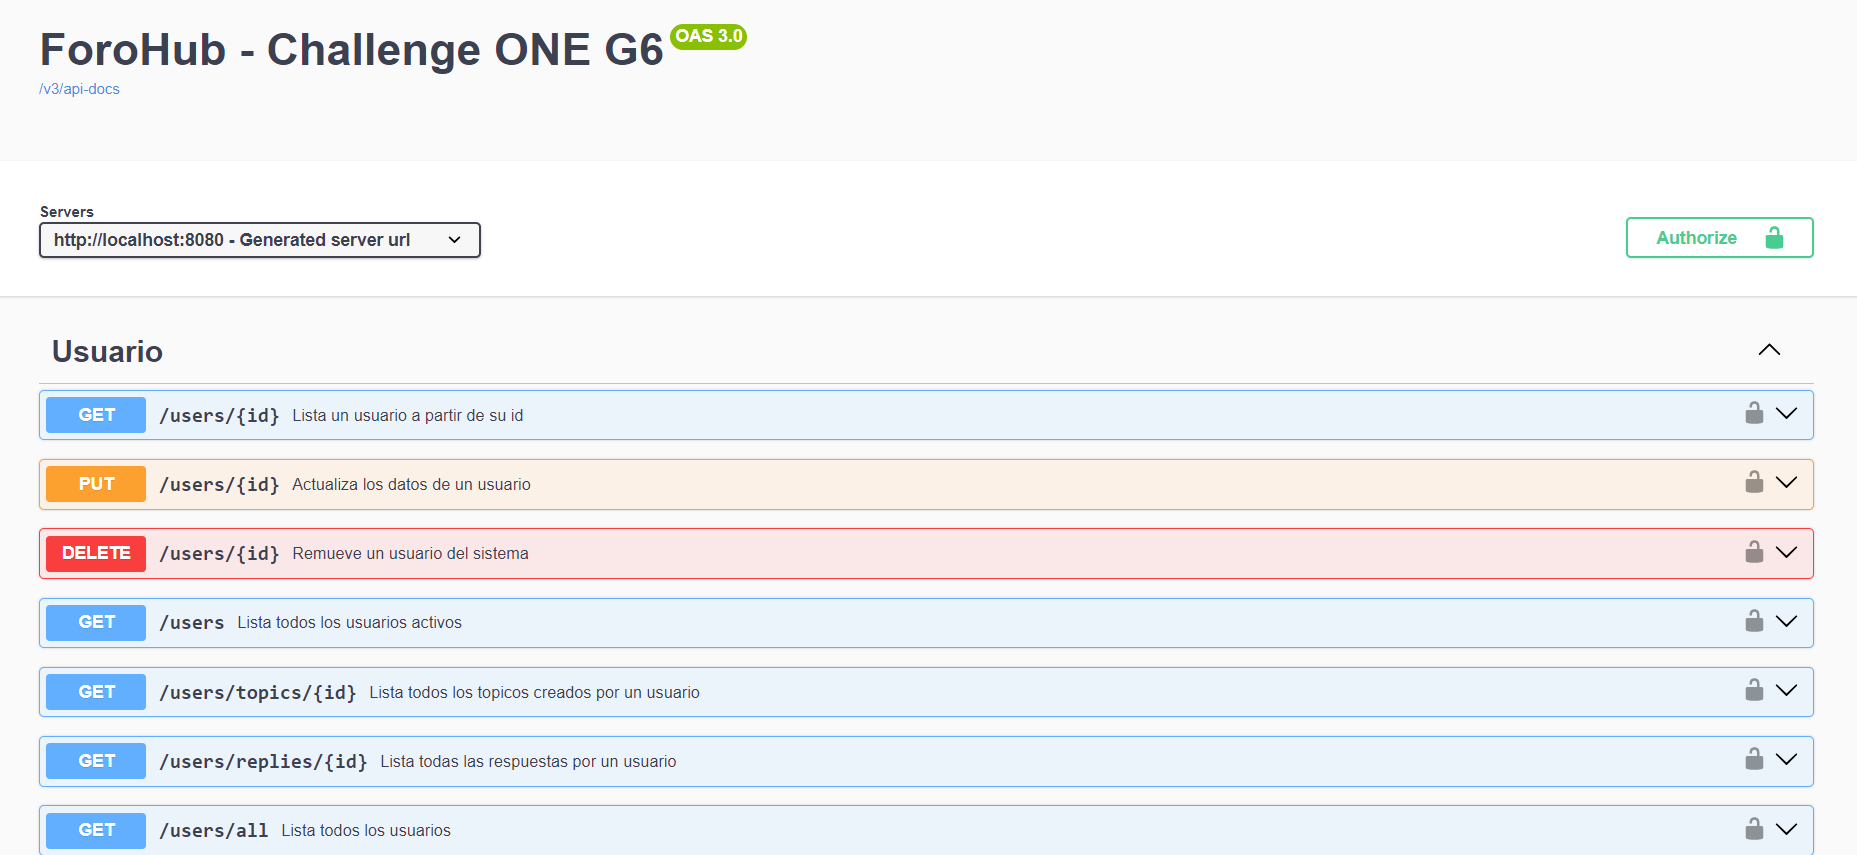 ForoHub - Challenge ONE G6 OAS 3.0
/v3/api-docs
Servers
http://localhost:8080 - Generated server url
Authorize
Usuario
GET /users/{id} Lista un usuario a partir de su id
PUT /users/{id} Actualiza los datos de un usuario
DELETE /users/{id} Remueve un usuario del sistema
GET /users Lista todos los usuarios activos
GET /users/topics/{id} Lista todos los topicos creados por un usuario
GET /users/replies/{id} Lista todas las respuestas por un usuario
GET /users/all Lista todos los usuarios